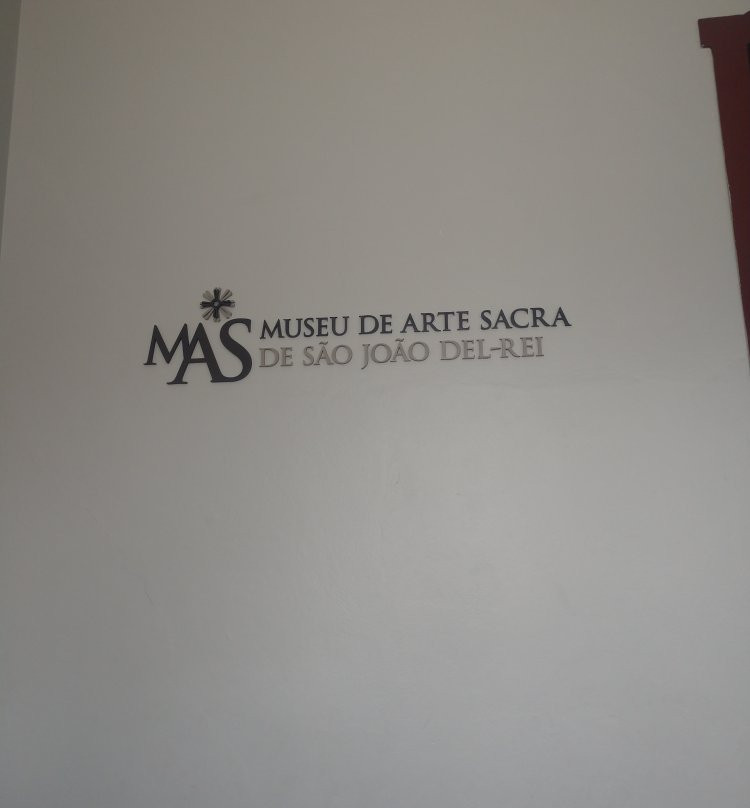 MAS
MUSEU DE ARTE SACRA
DE SÃO JOÃO DEL-REI